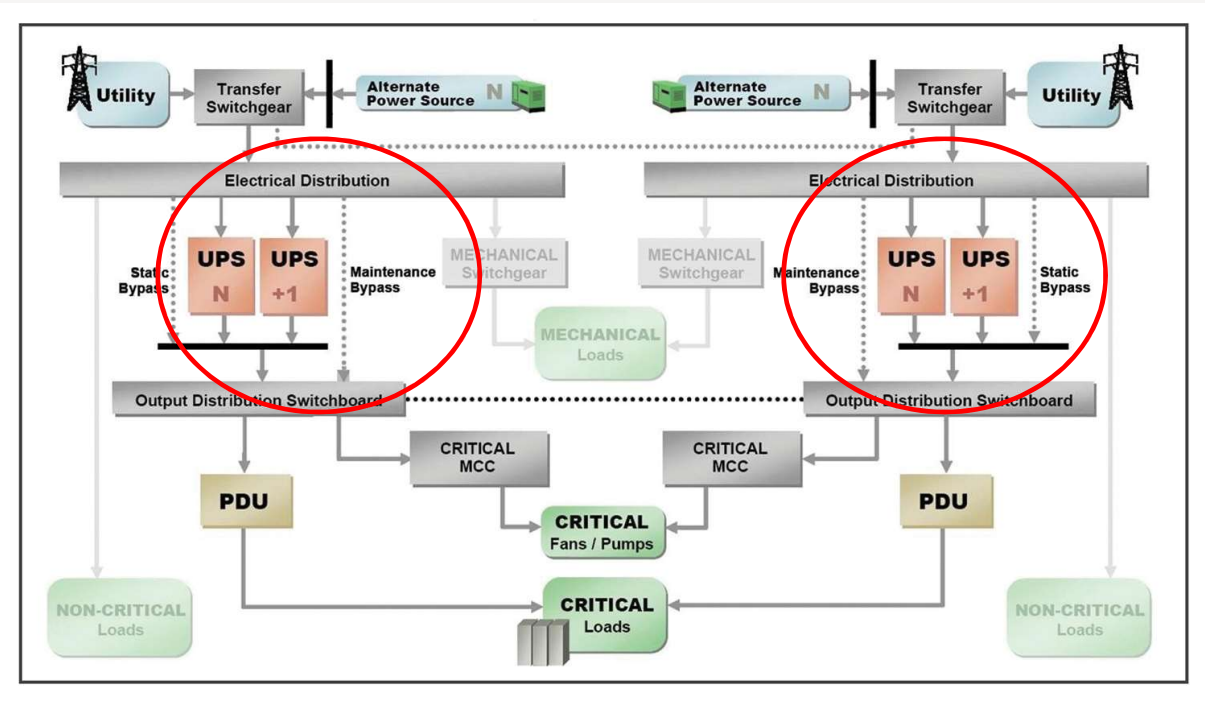 Utility
Transfer
Switchgear
Alternate
Power Source N
Alternate
Power Source N
Transfer
Switchgear
Utility
Electrical Distribution
Electrical Distribution
Static
Bypass
UPS
N
UPS
+1
Maintenance
Bypass
MECHANICAL
Switchgear
MECHANICAL
Switchgear
Maintenance
Bypass
UPS
N
UPS
+1
Static
Bypass
MECHANICAL
Loads
Output Distribution Switchboard
Output Distribution Switchboard
CRITICAL
MCC
CRITICAL
MCC
PDU
PDU
CRITICAL
Fans / Pumps
NON-CRITICAL
Loads
CRITICAL
Loads
NON-CRITICAL
Loads